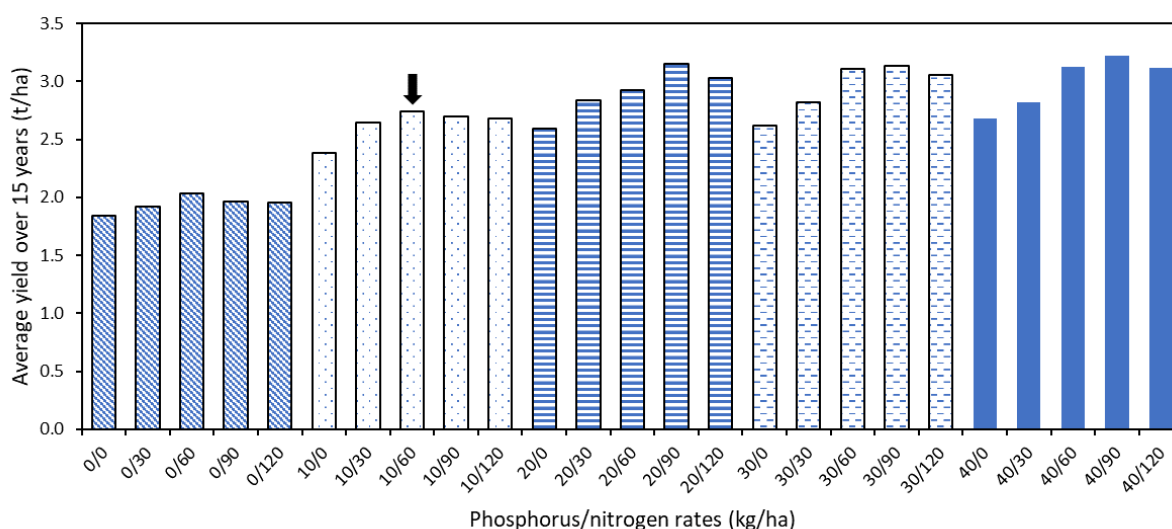 Average yield over 15 years (t/ha)
3.5
3.0
2.5
2.0
1.5
1.0
0.5
0.0
0/0 0/30 0/60 0/90 0/120 10/0 10/30 10/60 10/90 10/120 20/0 20/30 20/60 20/90 20/120 30/0 30/30 30/60 30/90 30/120 40/0 40/30 40/60 40/90 40/120
Phosphorus/nitrogen rates (kg/ha)